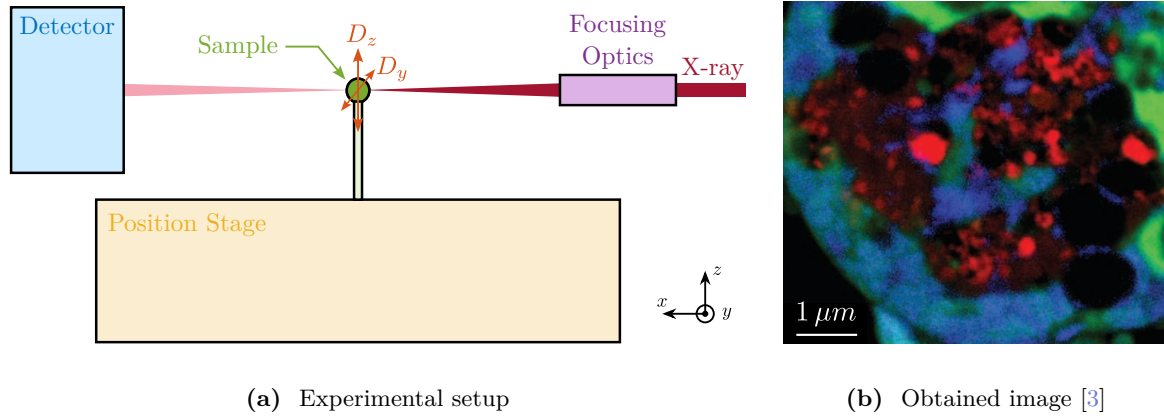 Detector
Sample
D_z
D_y
Focusing
Optics
X-ray
Position Stage
z
x
y
1 μm
(a) Experimental setup
(b) Obtained image [3]